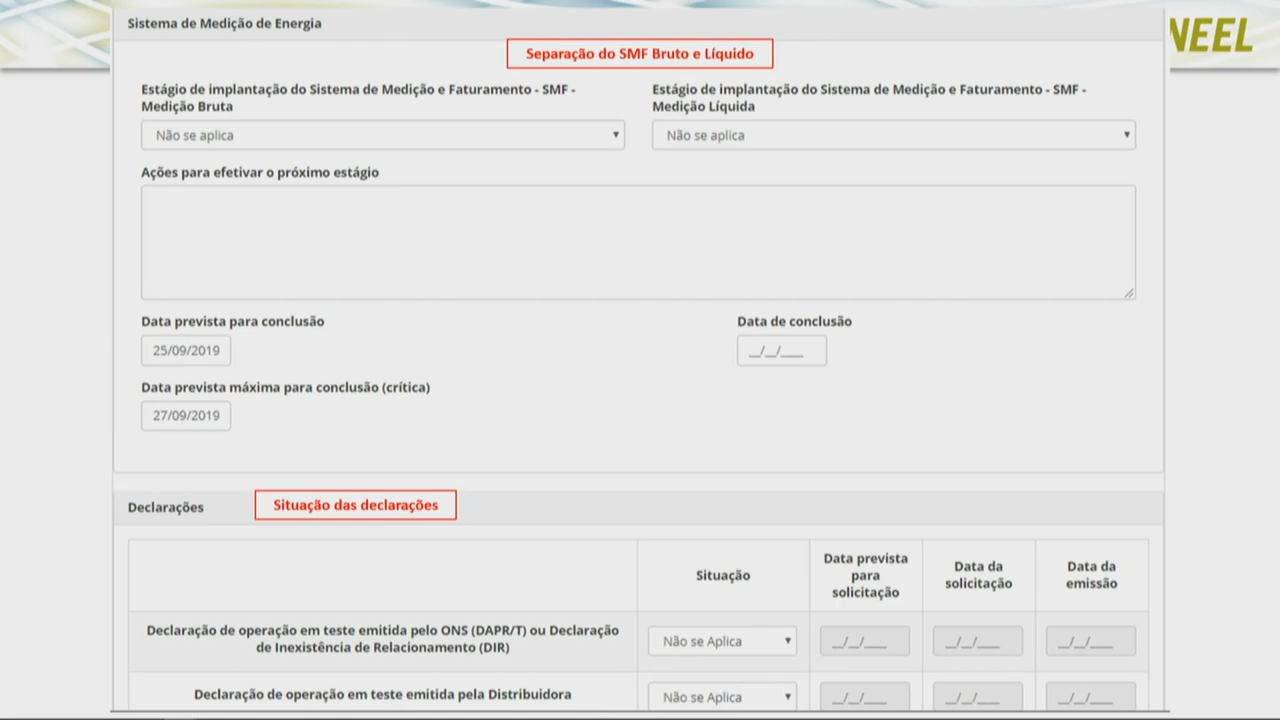 Sistema de Medição de Energia
NEEL
Separação do SMF Bruto e Líquido
Estágio de implantação do Sistema de Medição e Faturamento - SMF -
Medição Bruta
Estágio de implantação do Sistema de Medição e Faturamento - SMF -
Medição Líquida
Não se aplica
Não se aplica
Ações para efetivar o próximo estágio
Data prevista para conclusão
Data de conclusão
25/09/2019
__/__/____
Data prevista máxima para conclusão (crítica)
27/09/2019
Declarações
Situação das declarações
Situação
Data prevista
para
solicitação
Data da
solicitação
Data da
emissão
Declaração de operação em teste emitida pelo ONS (DAPR/T) ou Declaração
de Inexistência de Relacionamento (DIR)
Não se Aplica
__/__/____
__/__/____
__/__/____
Declaração de operação em teste emitida pela Distribuidora
Não se Aplica
__/__/____
__/__/____
__/__/____